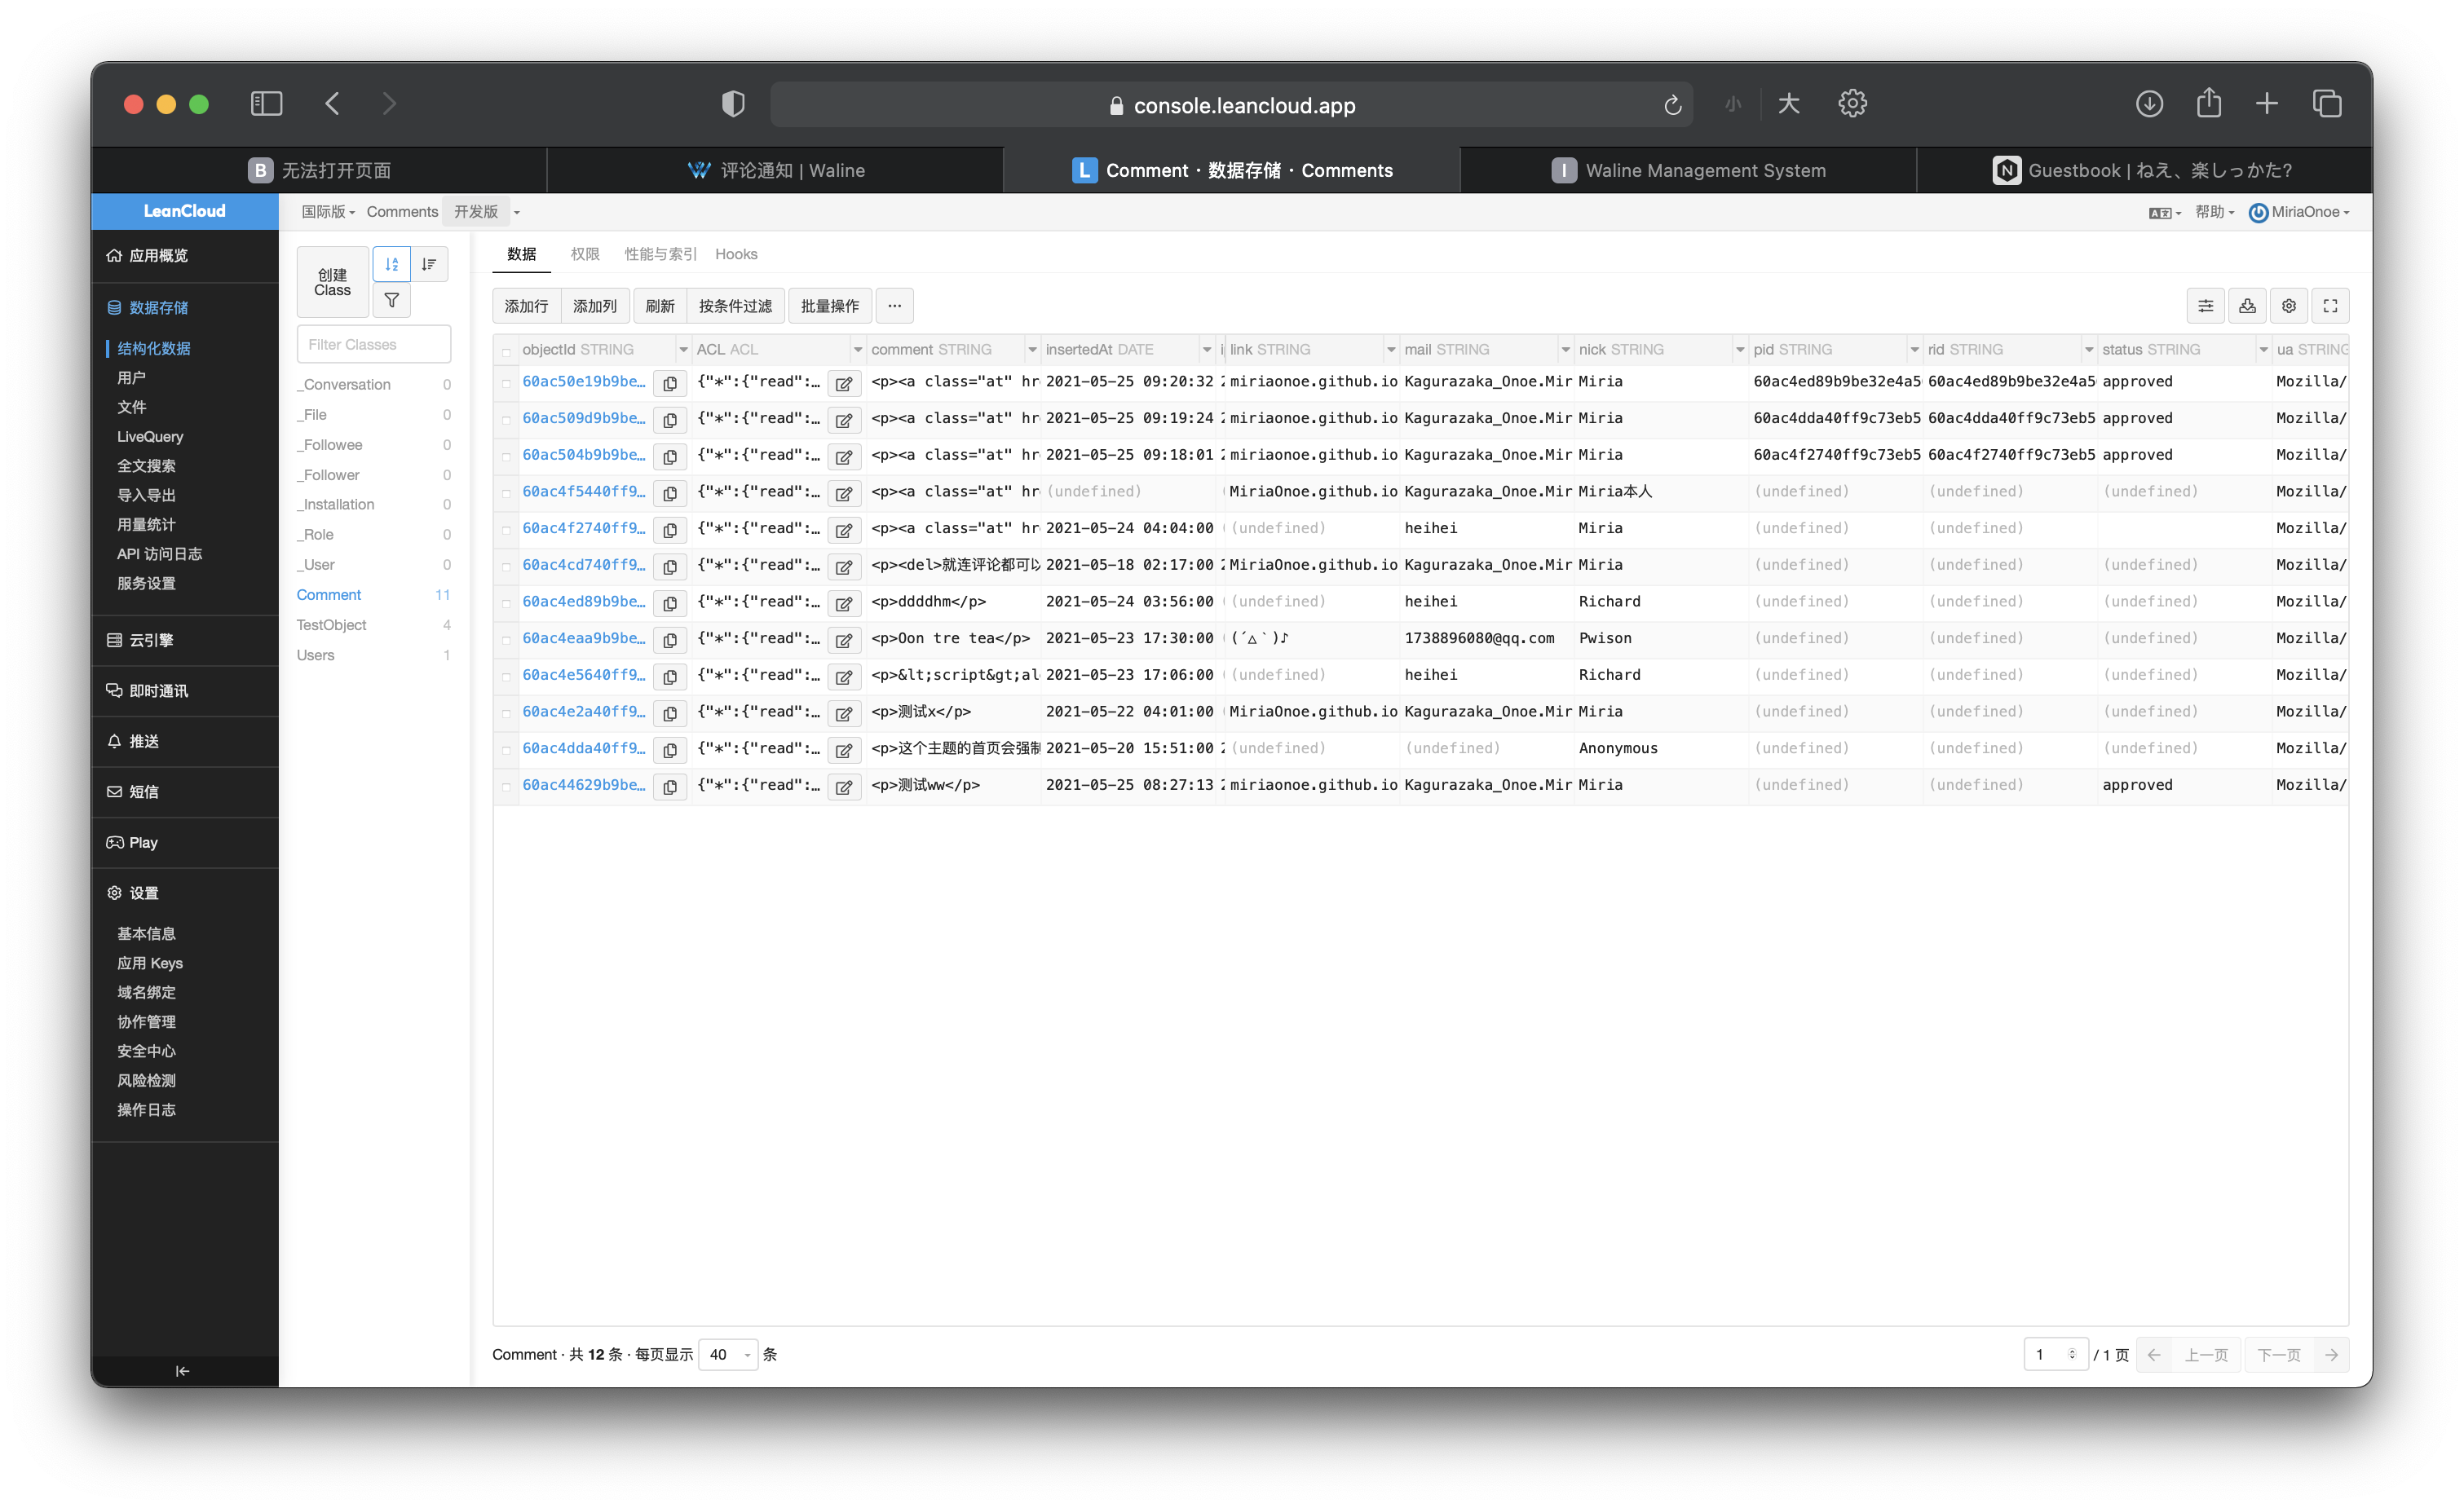 console.leancloud.app
小 大
B 无法打开页面
评论通知 | Waline
L Comment · 数据存储 · Comments
I Waline Management System
N Guestbook | ねえ、楽しっかた?
LeanCloud
国际版 Comments 开发版
帮助 MiriaOnoe
应用概览
数据存储
结构化数据
用户
文件
LiveQuery
全文搜索
导入导出
用量统计
API 访问日志
服务设置
云引擎
即时通讯
推送
短信
Play
设置
基本信息
应用 Keys
域名绑定
协作管理
安全中心
风险检测
操作日志
创建
Class
Filter Classes
_Conversation 0
_File 0
_Followee 0
_Follower 0
_Installation 0
_Role 0
_User 0
Comment 11
TestObject 4
Users 1
数据 权限 性能与索引 Hooks
添加行 添加列 刷新 按条件过滤 批量操作 ...
objectId STRING ACL ACL comment STRING insertedAt DATE link STRING mail STRING nick STRING pid STRING rid STRING status STRING ua STRING
60ac50e19b9be... {"*":{"read":... <p><a class="at" hr 2021-05-25 09:20:32 miriaonoe.github.io Kagurazaka_Onoe.Mir Miria 60ac4ed89b9be32e4a5 60ac4ed89b9be32e4a5 approved Mozilla/
60ac509d9b9be... {"*":{"read":... <p><a class="at" hr 2021-05-25 09:19:24 miriaonoe.github.io Kagurazaka_Onoe.Mir Miria 60ac4dda40ff9c73eb5 60ac4dda40ff9c73eb5 approved Mozilla/
60ac504b9b9be... {"*":{"read":... <p><a class="at" hr 2021-05-25 09:18:01 miriaonoe.github.io Kagurazaka_Onoe.Mir Miria 60ac4f2740ff9c73eb5 60ac4f2740ff9c73eb5 approved Mozilla/
60ac4f5440ff9... {"*":{"read":... <p><a class="at" hr (undefined) MiriaOnoe.github.io Kagurazaka_Onoe.Mir Miria本人 (undefined) (undefined) (undefined) Mozilla/
60ac4f2740ff9... {"*":{"read":... <p><a class="at" hr 2021-05-24 04:04:00 (undefined) heihei Miria (undefined) (undefined) Mozilla/
60ac4cd740ff9... {"*":{"read":... <p><del>就连评论都可以 2021-05-18 02:17:00 MiriaOnoe.github.io Kagurazaka_Onoe.Mir Miria (undefined) (undefined) (undefined) Mozilla/
60ac4ed89b9be... {"*":{"read":... <p>ddddhm</p> 2021-05-24 03:56:00 (undefined) heihei Richard (undefined) (undefined) (undefined) Mozilla/
60ac4eaa9b9be... {"*":{"read":... <p>Oon tre tea</p> 2021-05-23 17:30:00 (´△｀)♪ 1738896080@qq.com Pwison (undefined) (undefined) (undefined) Mozilla/
60ac4e5640ff9... {"*":{"read":... <p>&lt;script&gt;al 2021-05-23 17:06:00 (undefined) heihei Richard (undefined) (undefined) (undefined) Mozilla/
60ac4e2a40ff9... {"*":{"read":... <p>测试x</p> 2021-05-22 04:01:00 MiriaOnoe.github.io Kagurazaka_Onoe.Mir Miria (undefined) (undefined) (undefined) Mozilla/
60ac4dda40ff9... {"*":{"read":... <p>这个主题的首页会强制 2021-05-20 15:51:00 (undefined) (undefined) Anonymous (undefined) (undefined) (undefined) Mozilla/
60ac44629b9be... {"*":{"read":... <p>测试ww</p> 2021-05-25 08:27:13 miriaonoe.github.io Kagurazaka_Onoe.Mir Miria (undefined) (undefined) approved Mozilla/
Comment · 共 12 条 · 每页显示 40 条
1 / 1 页 上一页 下一页